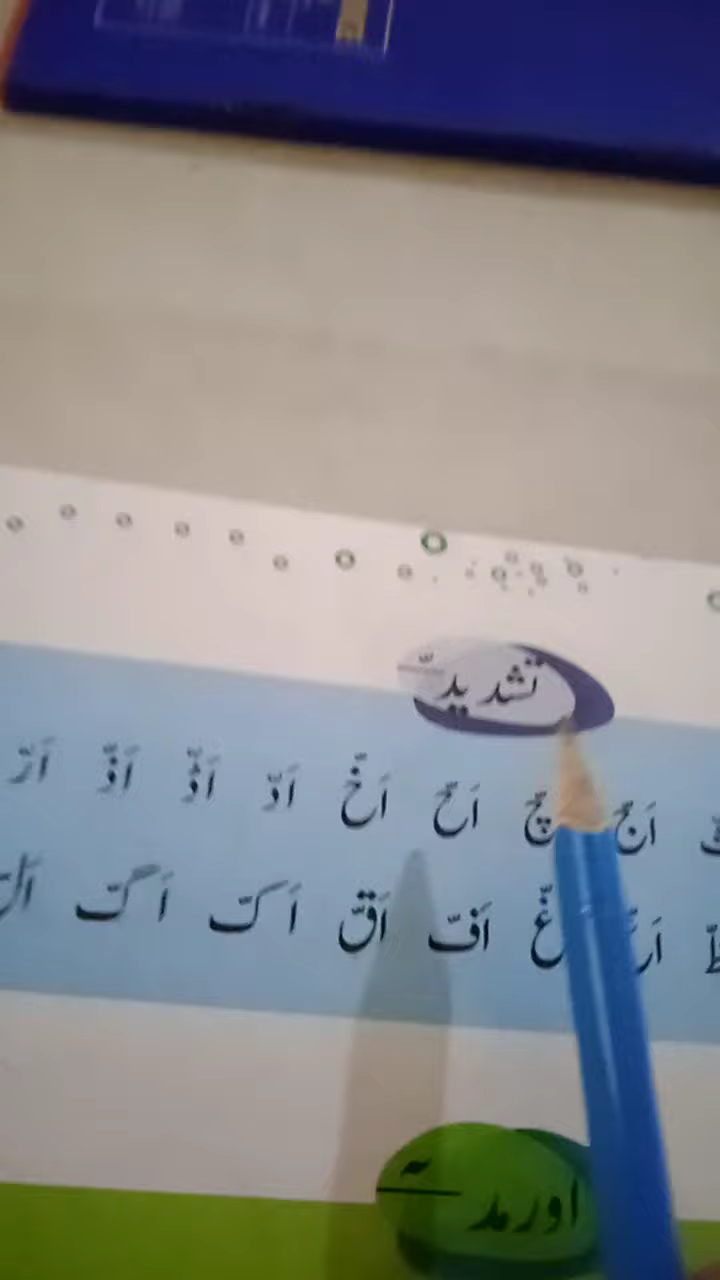 تشدید ّ
اَجّ اَحّ اَخّ اَدّ اَڈّ اَذّ اَرّ
اَفّ اَقّ اَکّ اَگّ
اور مد ٓ